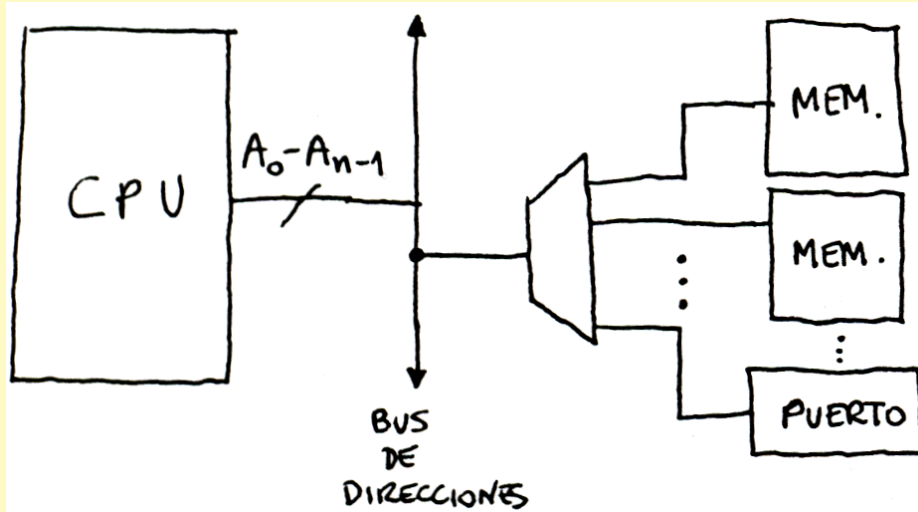 CPU
A₀-Aₙ₋₁
MEM.
MEM.
PUERTO
BUS
DE
DIRECCIONES